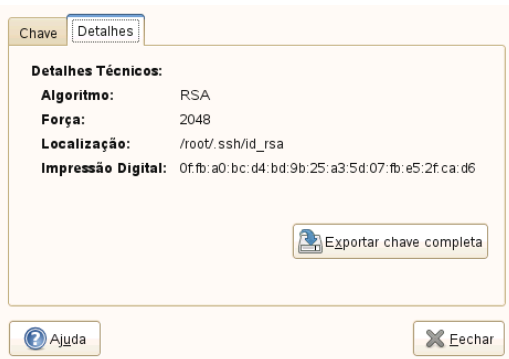 Chave Detalhes
Detalhes Técnicos:
Algoritmo: RSA
Força: 2048
Localização: /root/.ssh/id_rsa
Impressão Digital: 0f:fb:a0:bc:d4:bd:9b:25:a3:5d:07:fb:e5:2f:ca:d6
Exportar chave completa
Ajuda Fechar